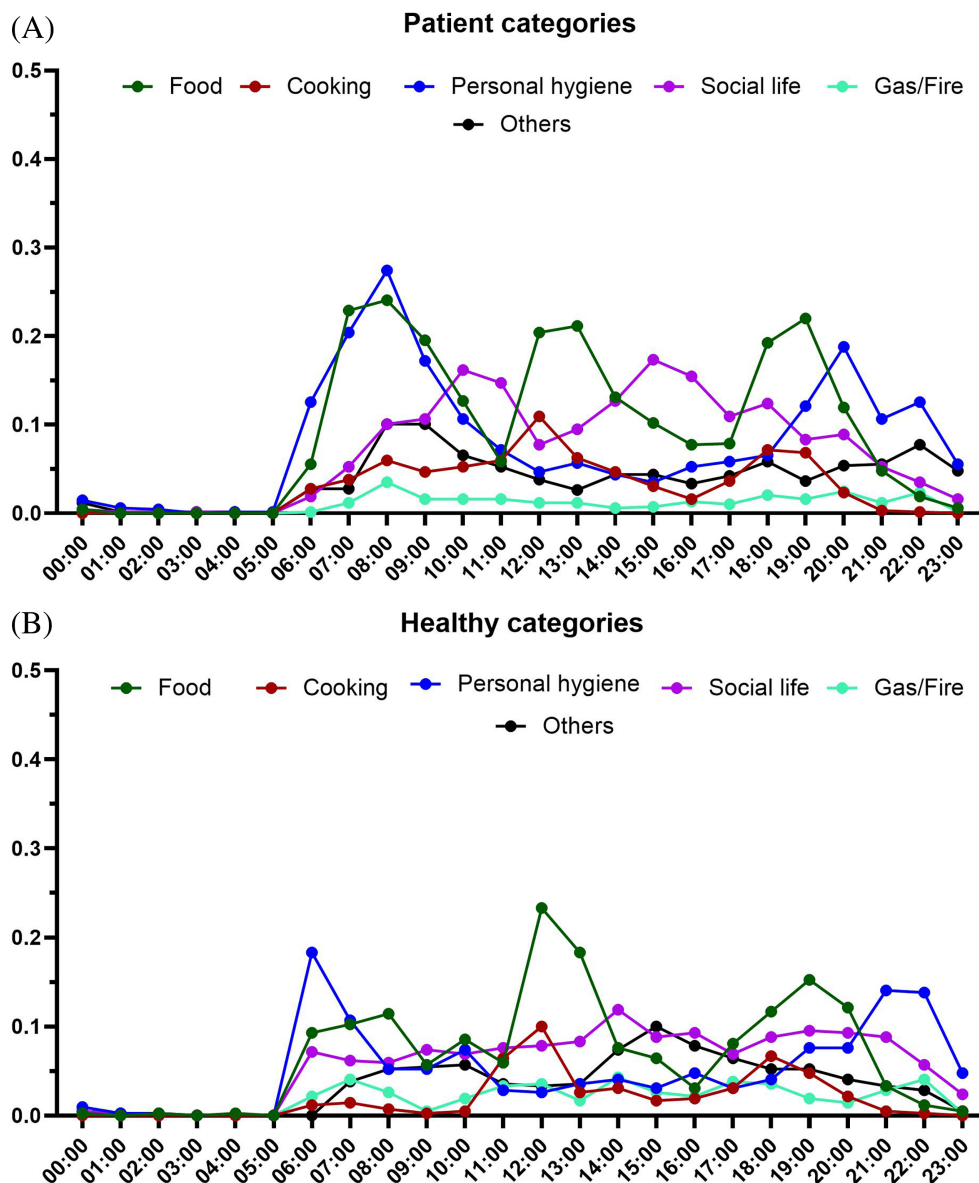 (A)
Patient categories
0.5
Food Cooking Personal hygiene Social life Gas/Fire
Others
0.4
0.3
0.2
0.1
0.0
00:00 01:00 02:00 03:00 04:00 05:00 06:00 07:00 08:00 09:00 10:00 11:00 12:00 13:00 14:00 15:00 16:00 17:00 18:00 19:00 20:00 21:00 22:00 23:00
(B)
Healthy categories
0.5
Food Cooking Personal hygiene Social life Gas/Fire
Others
0.4
0.3
0.2
0.1
0.0
00:00 01:00 02:00 03:00 04:00 05:00 06:00 07:00 08:00 09:00 10:00 11:00 12:00 13:00 14:00 15:00 16:00 17:00 18:00 19:00 20:00 21:00 22:00 23:00